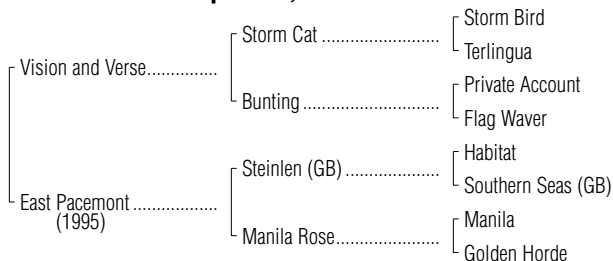 Storm Bird
Storm Cat ........................
Terlingua
Vision and Verse...............
Private Account
Bunting ...........................
Flag Waver
Habitat
Steinlen (GB) ...................
Southern Seas (GB)
East Pacemont ..................
(1995)
Manila
Manila Rose.....................
Golden Horde